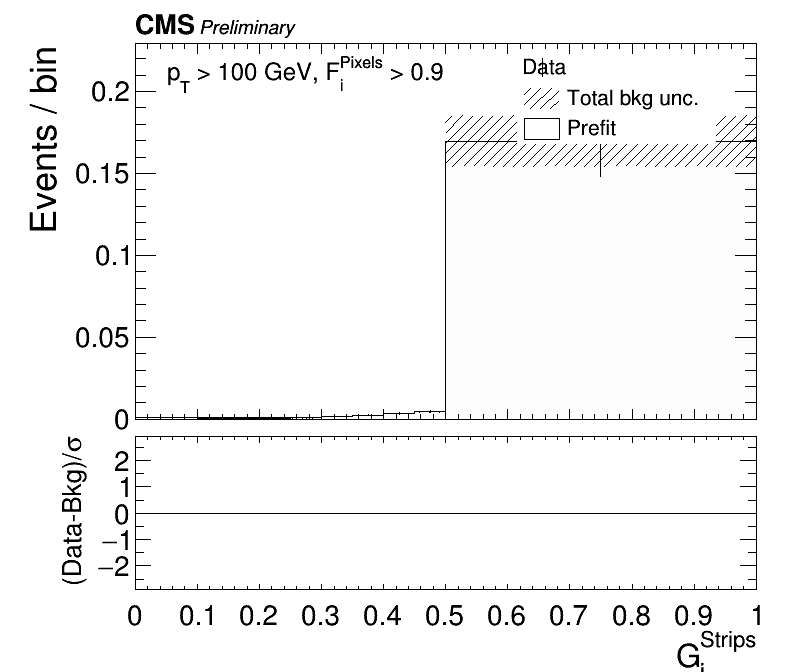 CMS Preliminary
p_T > 100 GeV, F_i^Pixels > 0.9
Data
Total bkg unc.
Prefit
Events / bin
0.2
0.15
0.1
0.05
0
(Data-Bkg)/σ
2
1
0
−1
−2
0 0.1 0.2 0.3 0.4 0.5 0.6 0.7 0.8 0.9 1
G_i^Strips